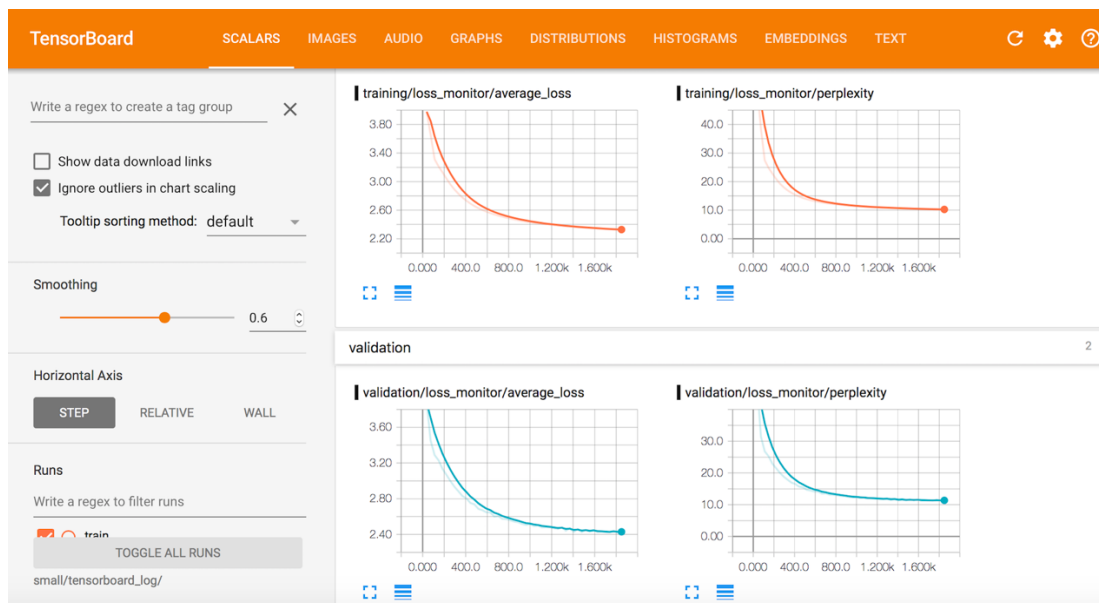 TensorBoard
SCALARS IMAGES AUDIO GRAPHS DISTRIBUTIONS HISTOGRAMS EMBEDDINGS TEXT
Write a regex to create a tag group
Show data download links
Ignore outliers in chart scaling
Tooltip sorting method: default
Smoothing
0.6
Horizontal Axis
STEP RELATIVE WALL
Runs
Write a regex to filter runs
train
TOGGLE ALL RUNS
small/tensorboard_log/
training/loss_monitor/average_loss
3.80
3.40
3.00
2.60
2.20
0.000 400.0 800.0 1.200k 1.600k
training/loss_monitor/perplexity
40.0
30.0
20.0
10.0
0.00
0.000 400.0 800.0 1.200k 1.600k
validation 2
validation/loss_monitor/average_loss
3.60
3.20
2.80
2.40
0.000 400.0 800.0 1.200k 1.600k
validation/loss_monitor/perplexity
30.0
20.0
10.0
0.00
0.000 400.0 800.0 1.200k 1.600k